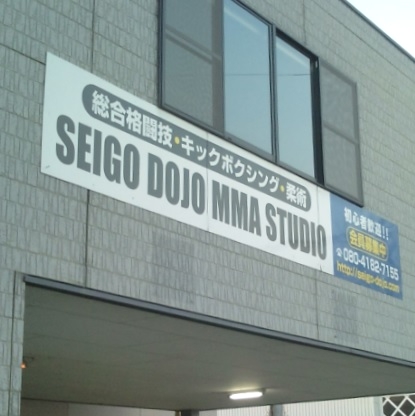 総合格闘技・キックボクシング・柔術
SEIGO DOJO MMA STUDIO
初心者歓迎!!
会員募集中
☎080-4182-7155
http://seigo-dojo.com